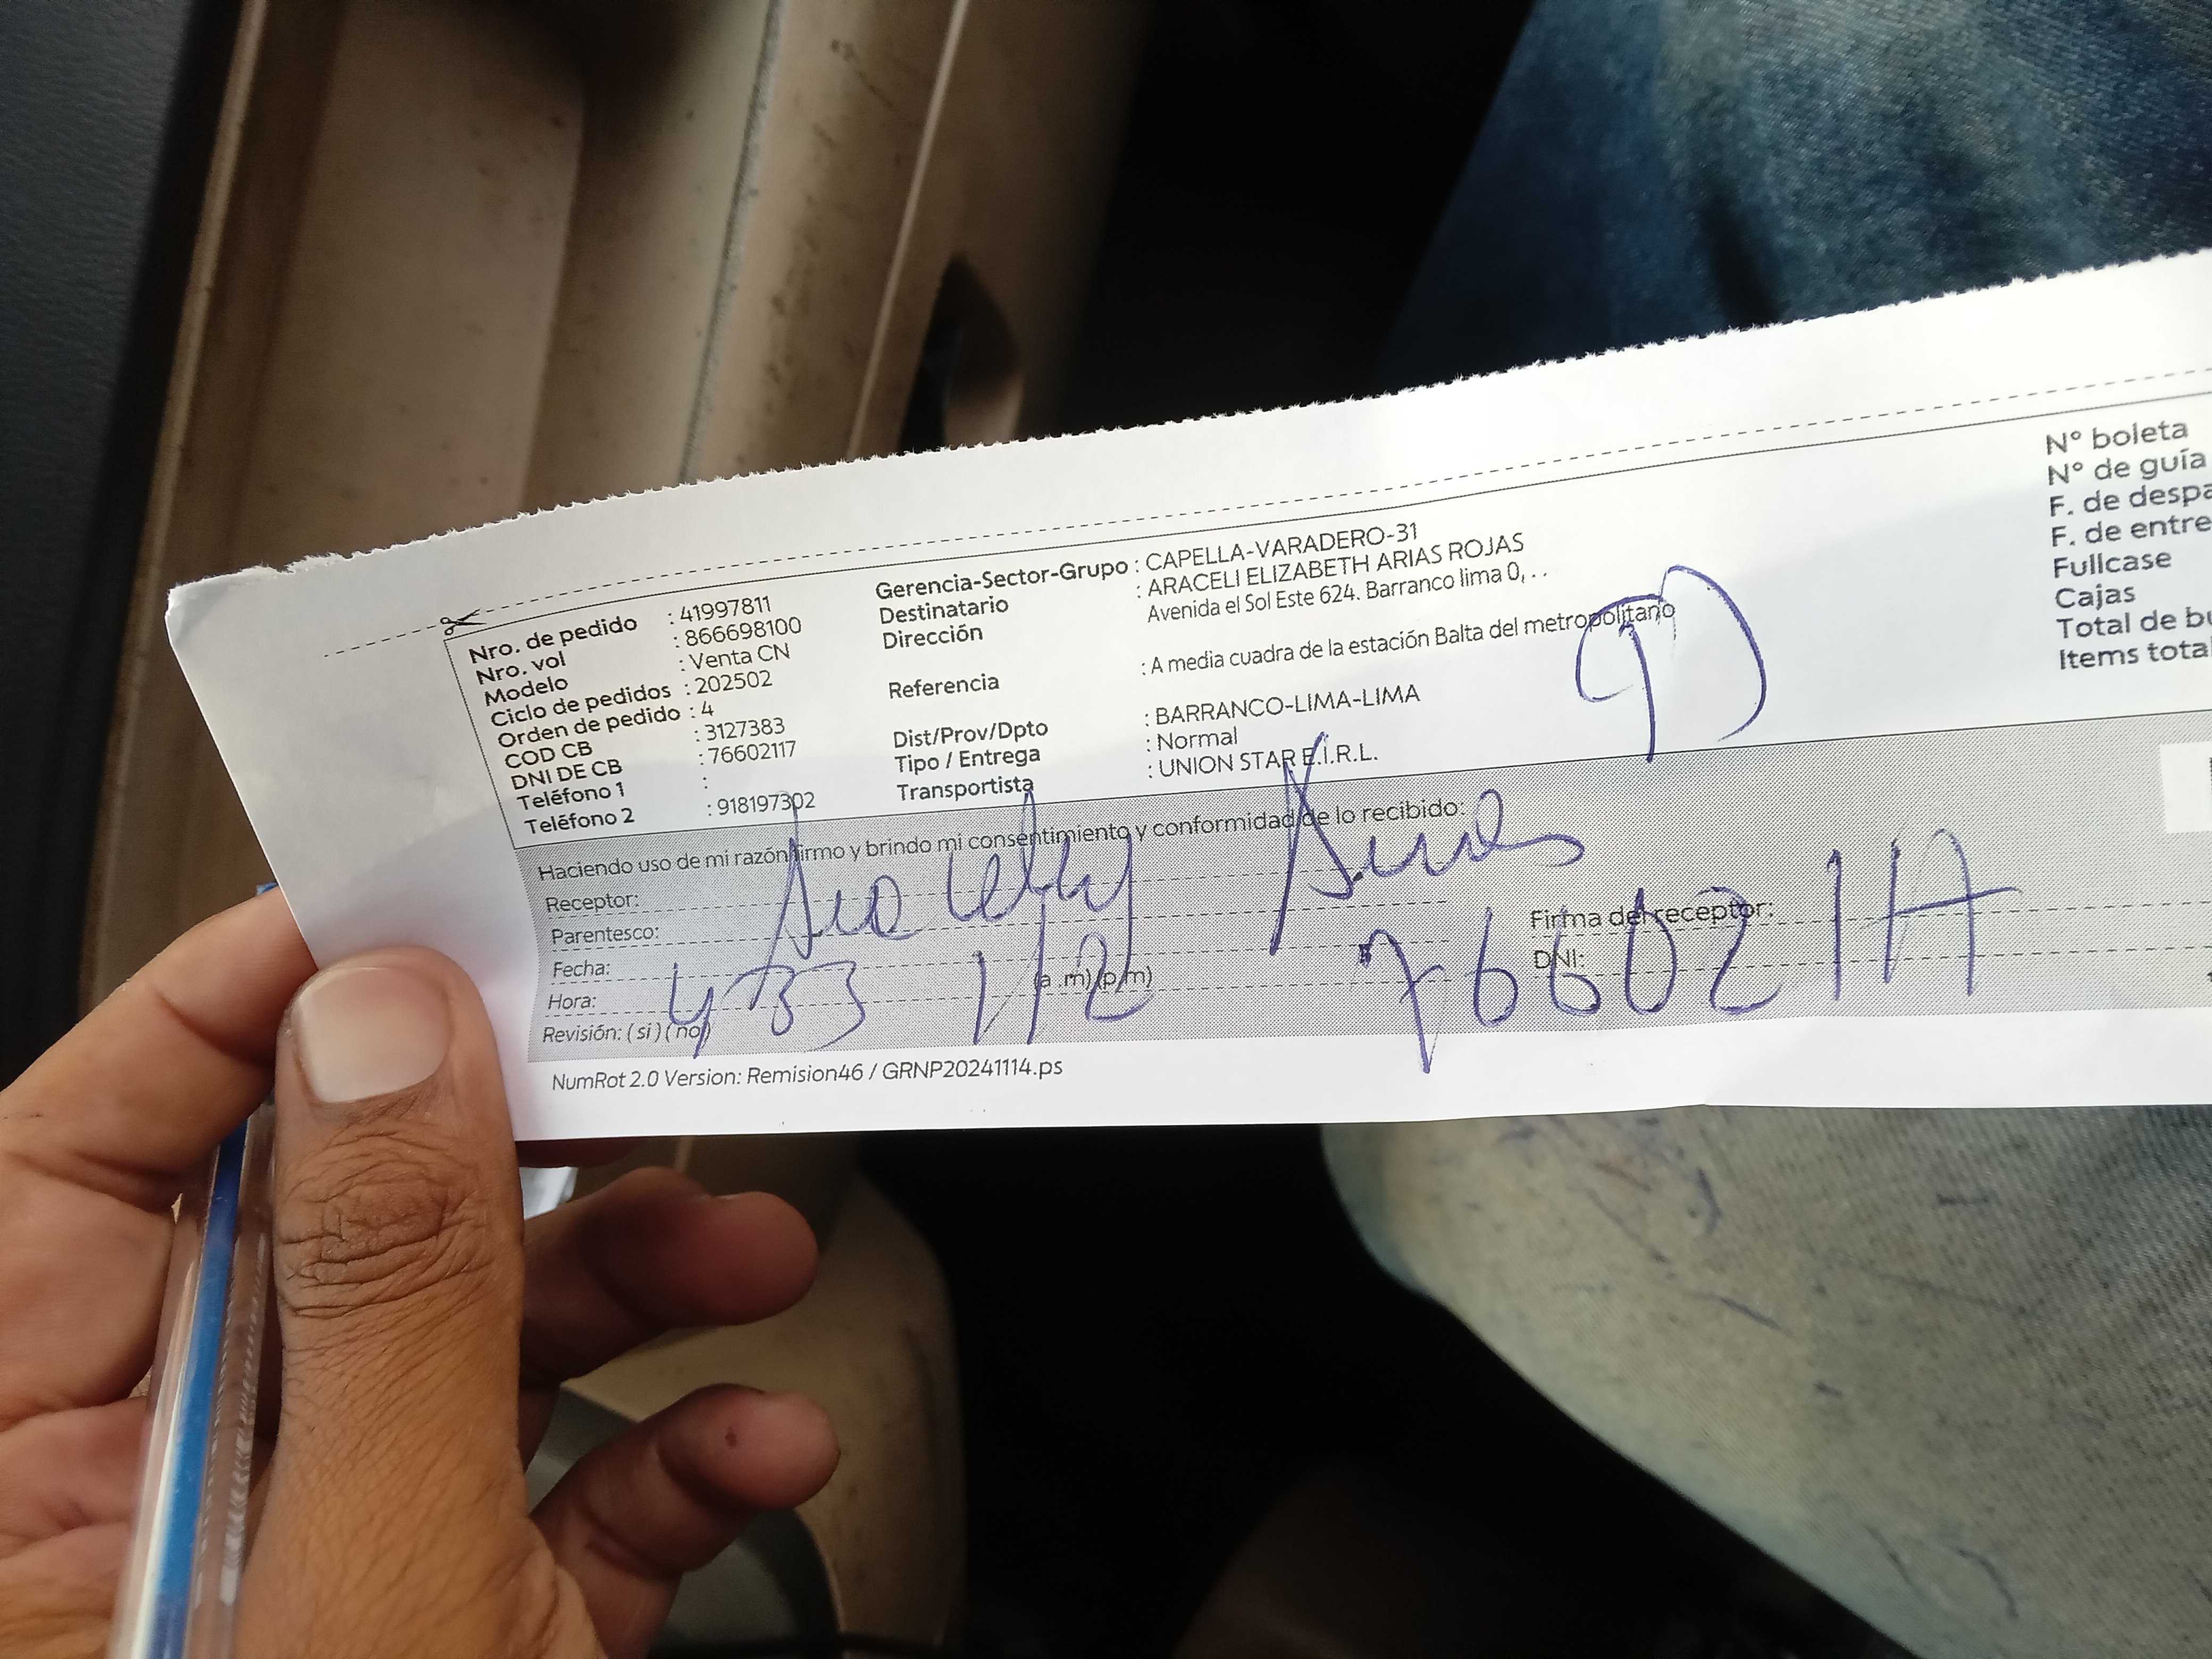 Nro. de pedido : 41997811
Nro. vol : 866698100
Modelo : Venta CN
Ciclo de pedidos : 202502
Orden de pedido : 4
COD CB : 3127383
DNI DE CB : 76602117
Teléfono 1 :
Teléfono 2 : 918197302
Gerencia-Sector-Grupo : CAPELLA-VARADERO-31
Destinatario : ARACELI ELIZABETH ARIAS ROJAS
Dirección Avenida el Sol Este 624. Barranco lima 0, . .
Referencia : A media cuadra de la estación Balta del metropolitano
Dist/Prov/Dpto : BARRANCO-LIMA-LIMA
Tipo / Entrega : Normal
Transportista : UNION STAR E.I.R.L.
N° boleta
N° de guía
F. de despa
F. de entre
Fullcase
Cajas
Total de bu
Items total
Haciendo uso de mi razón firmo y brindo mi consentimiento y conformidad de lo recibido:
Receptor:
Parentesco:
Fecha:
Hora: 433 1/2 (a .m) (p.m)
Revisión: ( si ) ( no )
Firma del receptor:
DNI: 76602117
NumRot 2.0 Version: Remision46 / GRNP20241114.ps